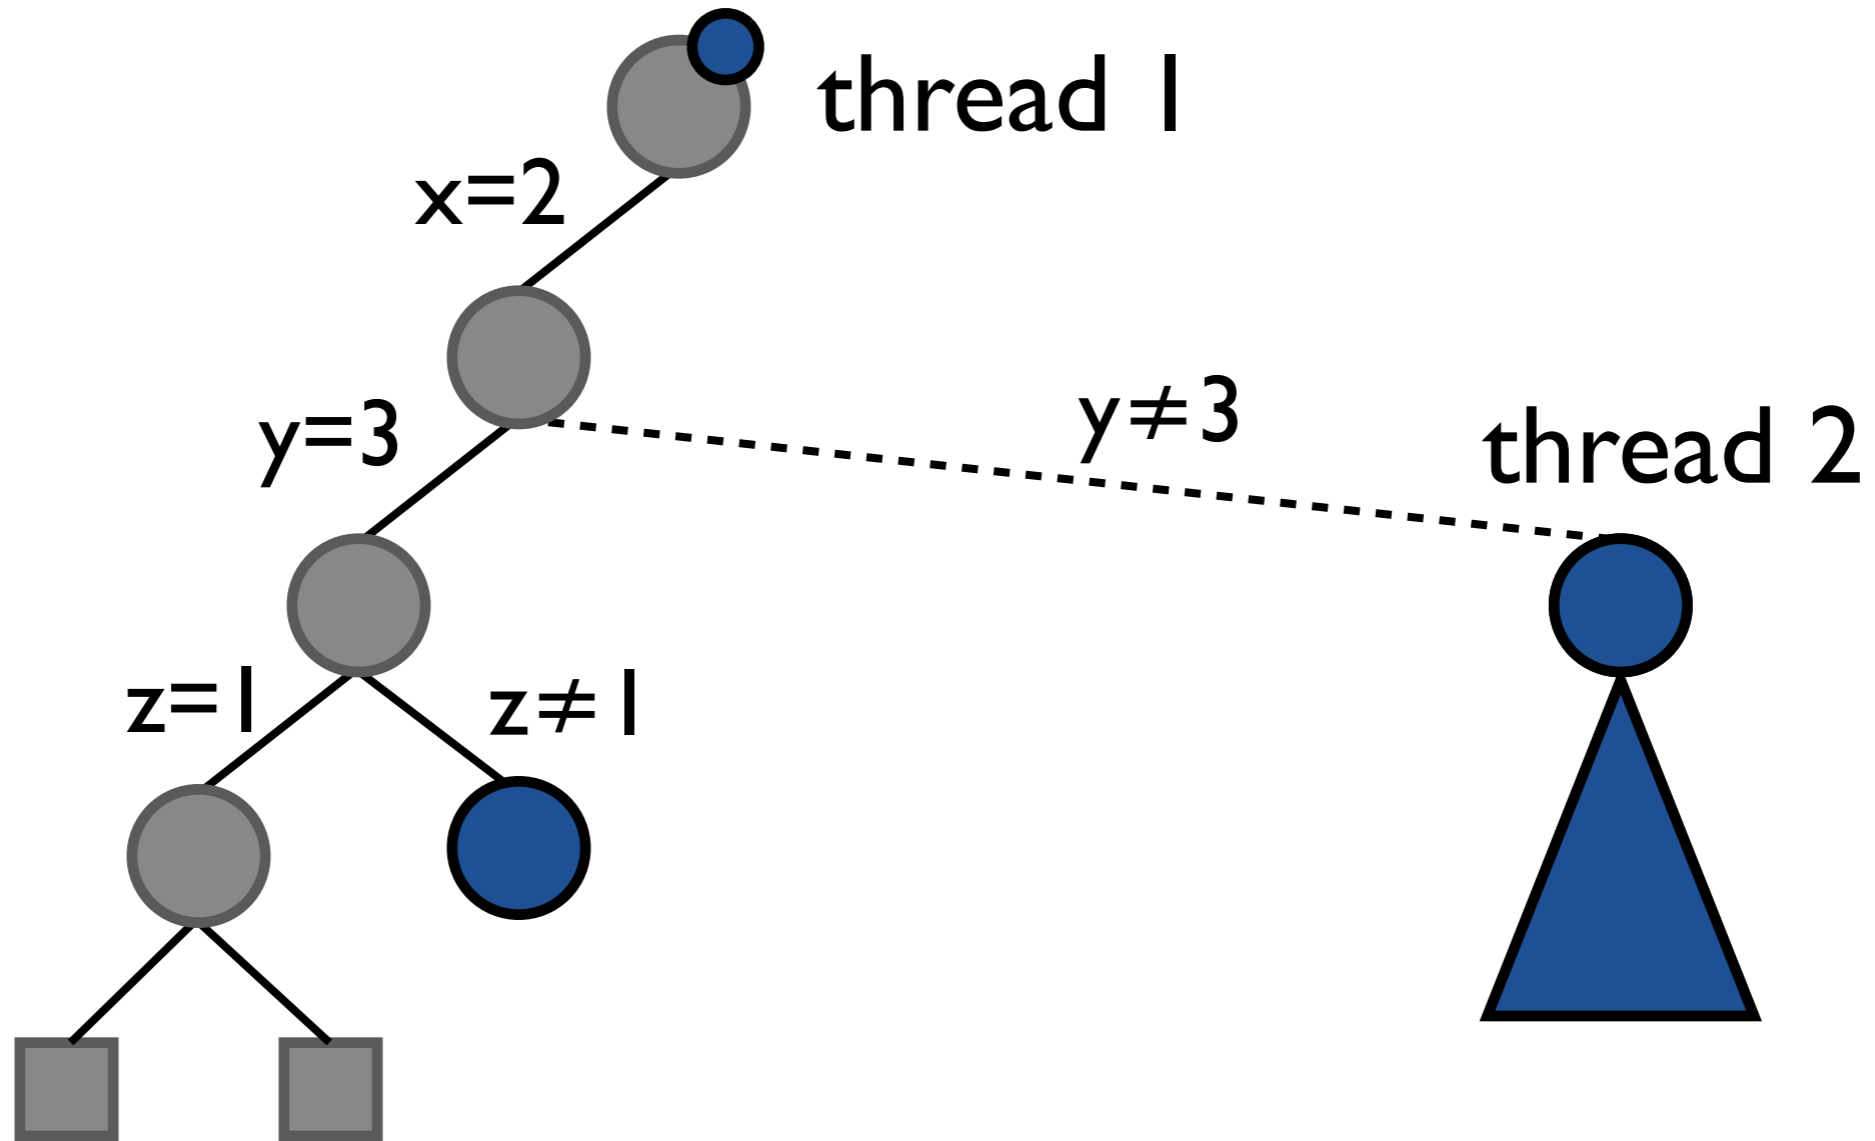 thread 1
x=2
y≠3
y=3
thread 2
z=1
z≠1